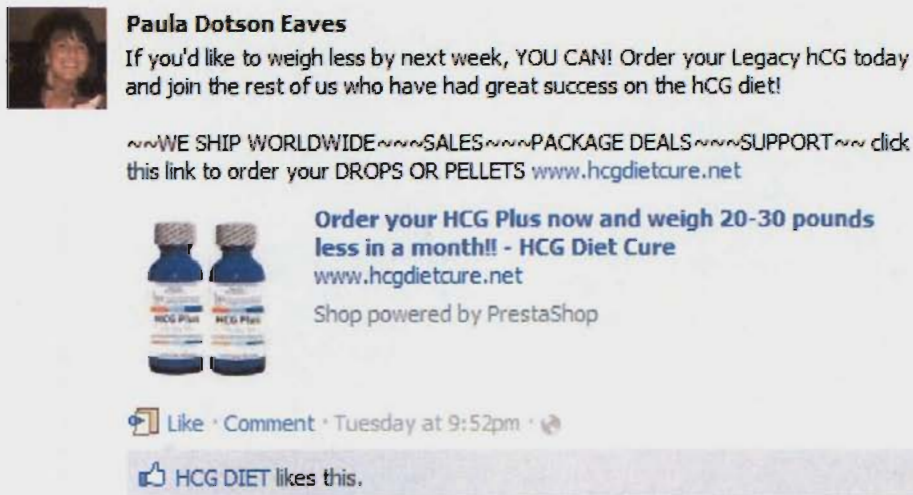 Paula Dotson Eaves
If you'd like to weigh less by next week, YOU CAN! Order your Legacy hCG today
and join the rest of us who have had great success on the hCG diet!
~~WE SHIP WORLDWIDE~~~SALES~~~PACKAGE DEALS~~~SUPPORT~~ click
this link to order your DROPS OR PELLETS www.hcgdietcure.net
Order your HCG Plus now and weigh 20-30 pounds
less in a month!! - HCG Diet Cure
www.hcgdietcure.net
Shop powered by PrestaShop
HCG Plus HCG Plus
Like · Comment · Tuesday at 9:52pm ·
HCG DIET likes this.